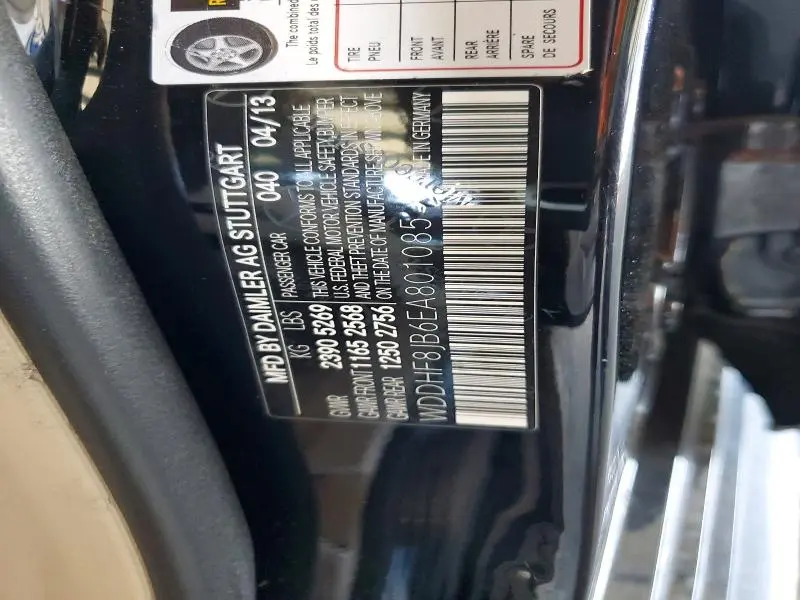 R
The combined
Le poids total des
TIRE
PNEU
FRONT
AVANT
REAR
ARRIÈRE
SPARE
DE SECOURS
MFD BY DAIMLER AG STUTTGART
KG LBS PASSENGER CAR 040 04/13
GVWR 2390 5269 THIS VEHICLE CONFORMS TO ALL APPLICABLE
U.S. FEDERAL MOTOR VEHICLE SAFETY, BUMPER
GAWR FRONT 1165 2568 AND THEFT PREVENTION STANDARDS IN EFFECT
GAWR REAR 1250 2756 ON THE DATE OF MANUFACTURE SHOWN ABOVE
WDDHF8JB6EA801085 MADE IN GERMANY